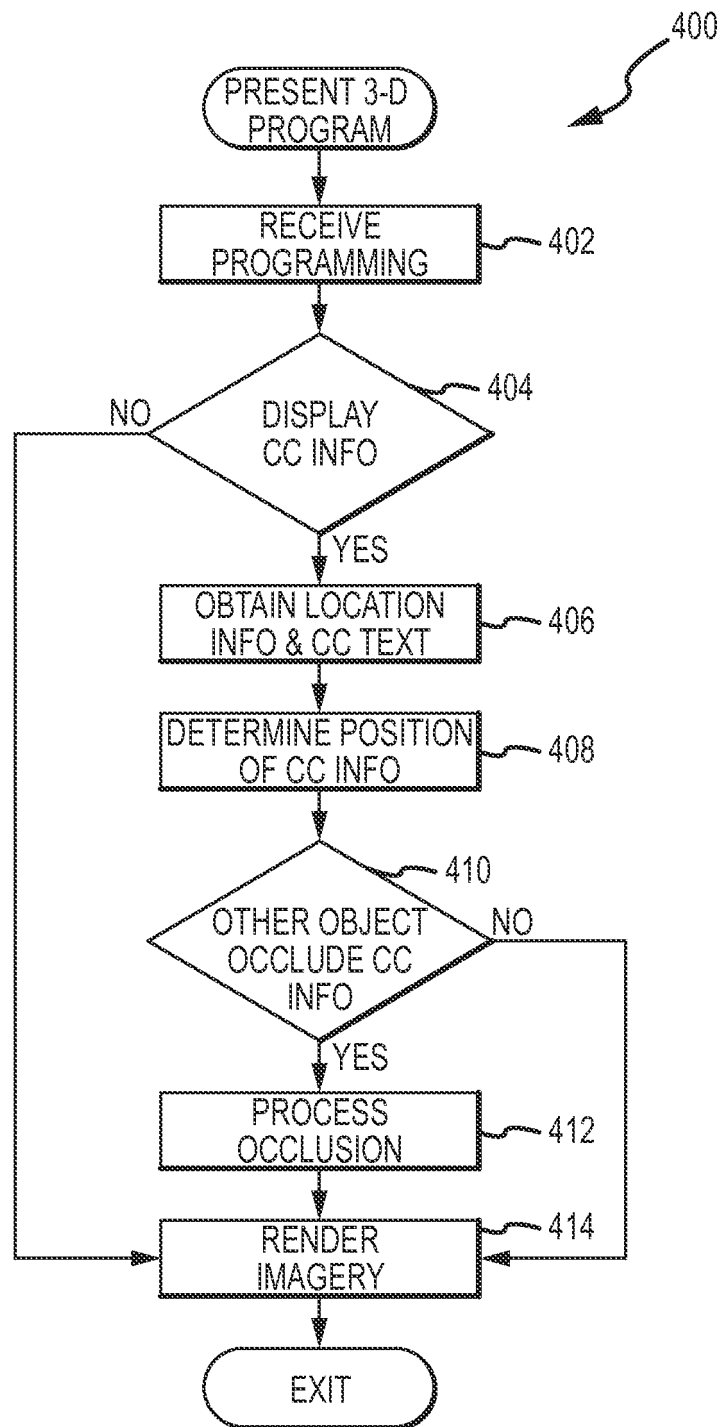 400
PRESENT 3-D
PROGRAM
RECEIVE
PROGRAMMING
402
404
NO
DISPLAY
CC INFO
YES
OBTAIN LOCATION
INFO & CC TEXT
406
DETERMINE POSITION
OF CC INFO
408
410
OTHER OBJECT
OCCLUDE CC
INFO
NO
YES
PROCESS
OCCLUSION
412
RENDER
IMAGERY
414
EXIT